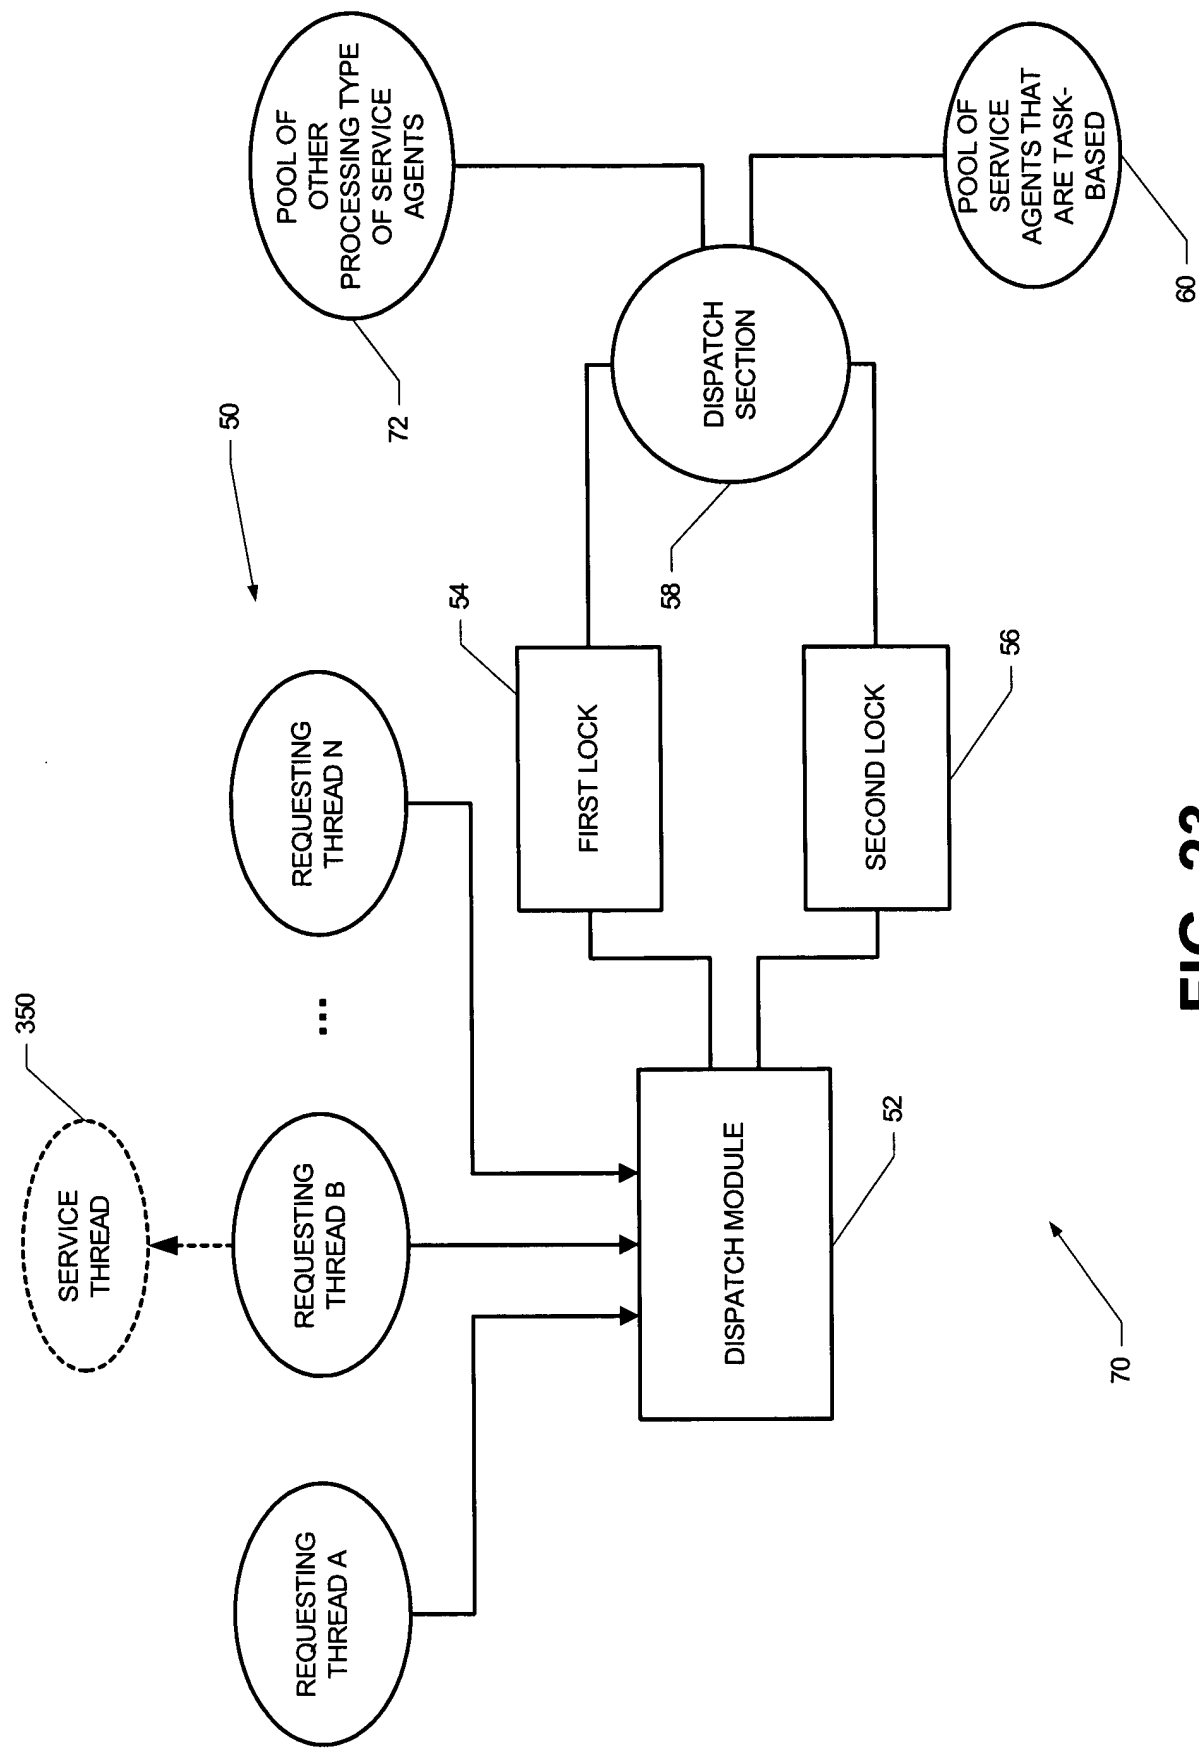 350
SERVICE
THREAD
50
REQUESTING
THREAD A
REQUESTING
THREAD B
...
REQUESTING
THREAD N
POOL OF
OTHER
PROCESSING TYPE
OF SERVICE
AGENTS
72
54
FIRST LOCK
DISPATCH MODULE
52
58
DISPATCH
SECTION
SECOND LOCK
56
POOL OF
SERVICE
AGENTS THAT
ARE TASK-
BASED
60
70
FIG